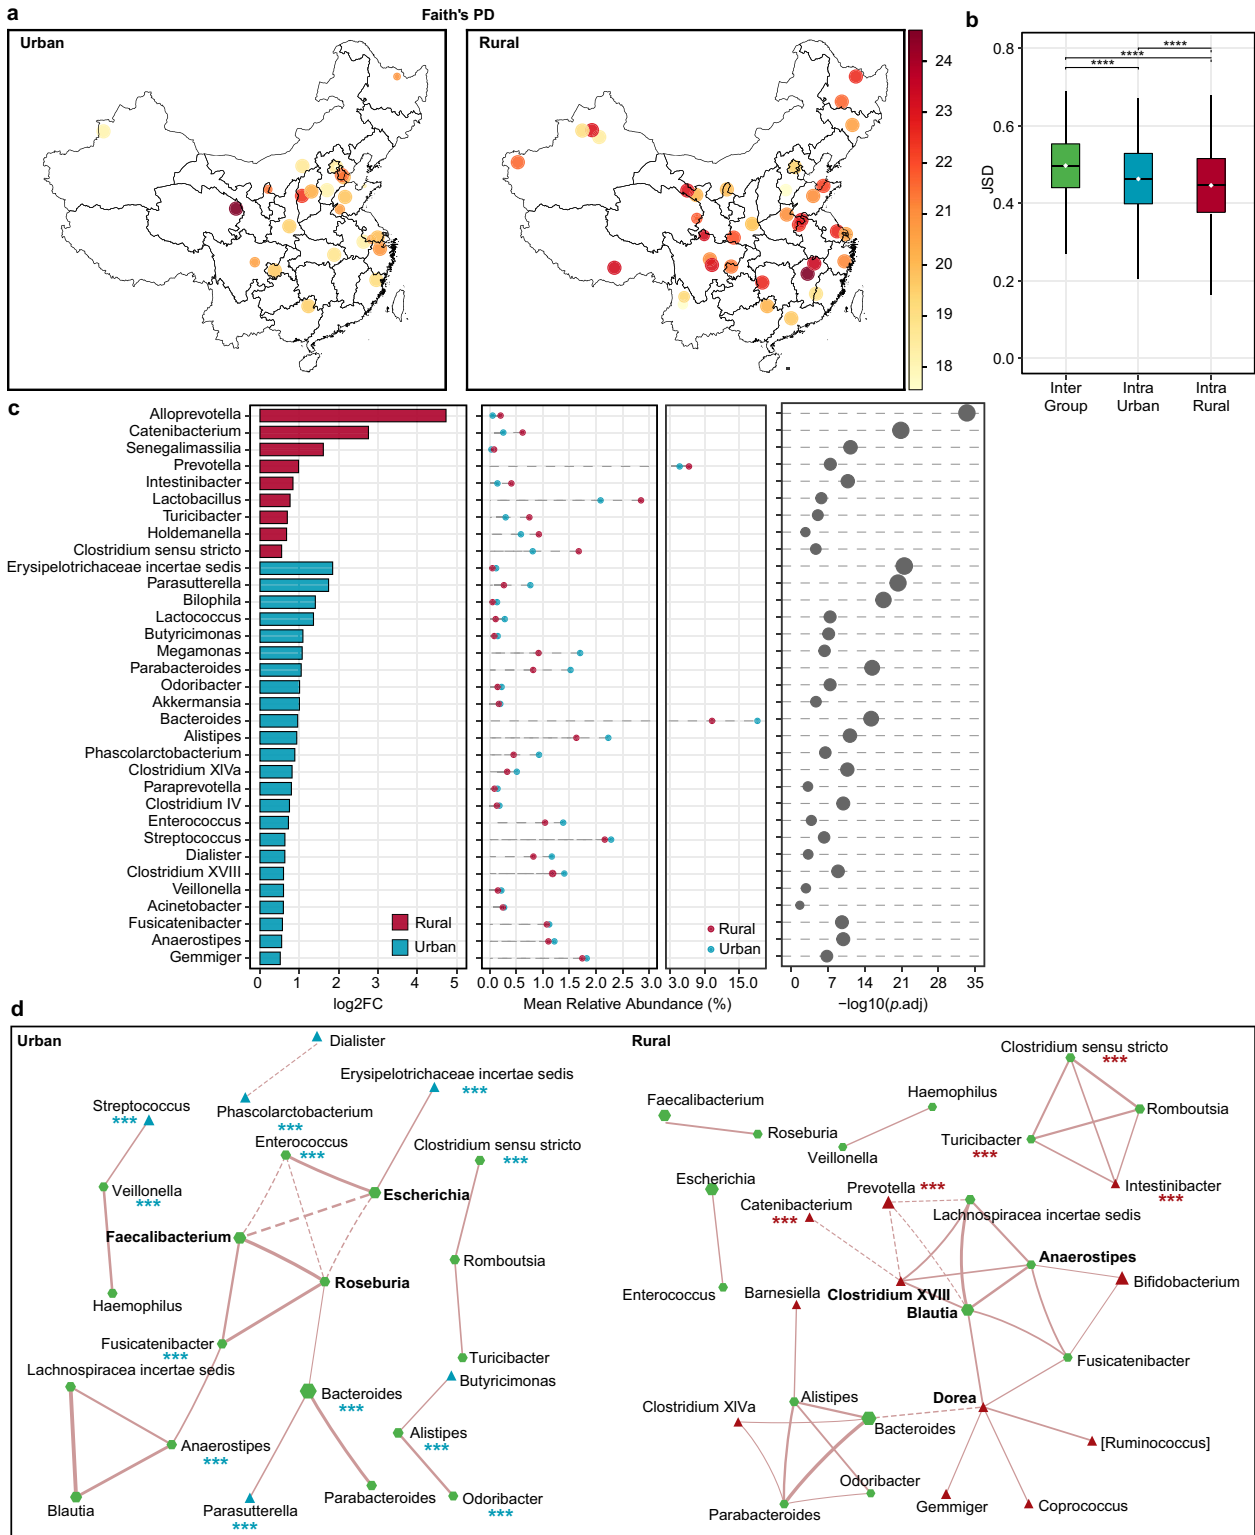 a
Faith's PD
b
Urban
Rural
24
23
22
21
20
19
18
JSD
0.8
0.6
0.4
0.2
0.0
****
****
****
Inter
Group
Intra
Urban
Intra
Rural
c
Alloprevotella
Catenibacterium
Senegalimassilia
Prevotella
Intestinibacter
Lactobacillus
Turicibacter
Holdemanella
Clostridium sensu stricto
Erysipelotrichaceae incertae sedis
Parasutterella
Bilophila
Lactococcus
Butyricimonas
Megamonas
Parabacteroides
Odoribacter
Akkermansia
Bacteroides
Alistipes
Phascolarctobacterium
Clostridium XIVa
Paraprevotella
Clostridium IV
Enterococcus
Streptococcus
Dialister
Clostridium XVIII
Veillonella
Acinetobacter
Fusicatenibacter
Anaerostipes
Gemmiger
Rural
Urban
Rural
Urban
0 1 2 3 4 5
log2FC
0.0 0.5 1.0 1.5 2.0 2.5 3.0 3.0 9.0 15.0
Mean Relative Abundance (%)
0 7 14 21 28 35
−log10(p.adj)
d
Urban
Dialister
Erysipelotrichaceae incertae sedis
***
Streptococcus
***
Phascolarctobacterium
***
Enterococcus
***
Clostridium sensu stricto
***
Veillonella
***
Escherichia
Faecalibacterium
Romboutsia
Roseburia
Haemophilus
Fusicatenibacter
***
Turicibacter
Lachnospiracea incertae sedis
Butyricimonas
Bacteroides
***
Alistipes
***
Anaerostipes
***
Parabacteroides
Odoribacter
***
Blautia
Parasutterella
***
Rural
Clostridium sensu stricto
***
Faecalibacterium
Haemophilus
Romboutsia
Roseburia
Turicibacter
***
Veillonella
Escherichia
Prevotella ***
Intestinibacter
***
Catenibacterium
***
Lachnospiracea incertae sedis
Anaerostipes
Bifidobacterium
Enterococcus
Barnesiella
Clostridium XVIII
Blautia
Fusicatenibacter
Alistipes
Dorea
Clostridium XIVa
Bacteroides
[Ruminococcus]
Odoribacter
Parabacteroides
Gemmiger
Coprococcus